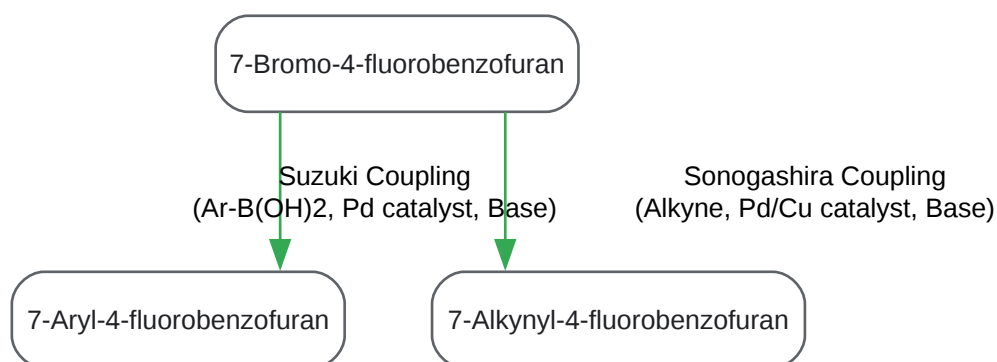 7-Bromo-4-fluorobenzofuran
Suzuki Coupling
(Ar-B(OH)2, Pd catalyst, Base)
Sonogashira Coupling
(Alkyne, Pd/Cu catalyst, Base)
7-Aryl-4-fluorobenzofuran
7-Alkynyl-4-fluorobenzofuran